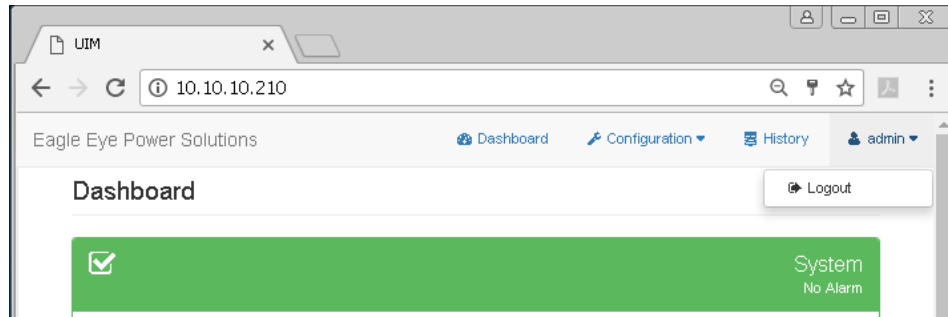 UIM
10.10.10.210
Eagle Eye Power Solutions Dashboard Configuration History admin
Logout
Dashboard
System
No Alarm